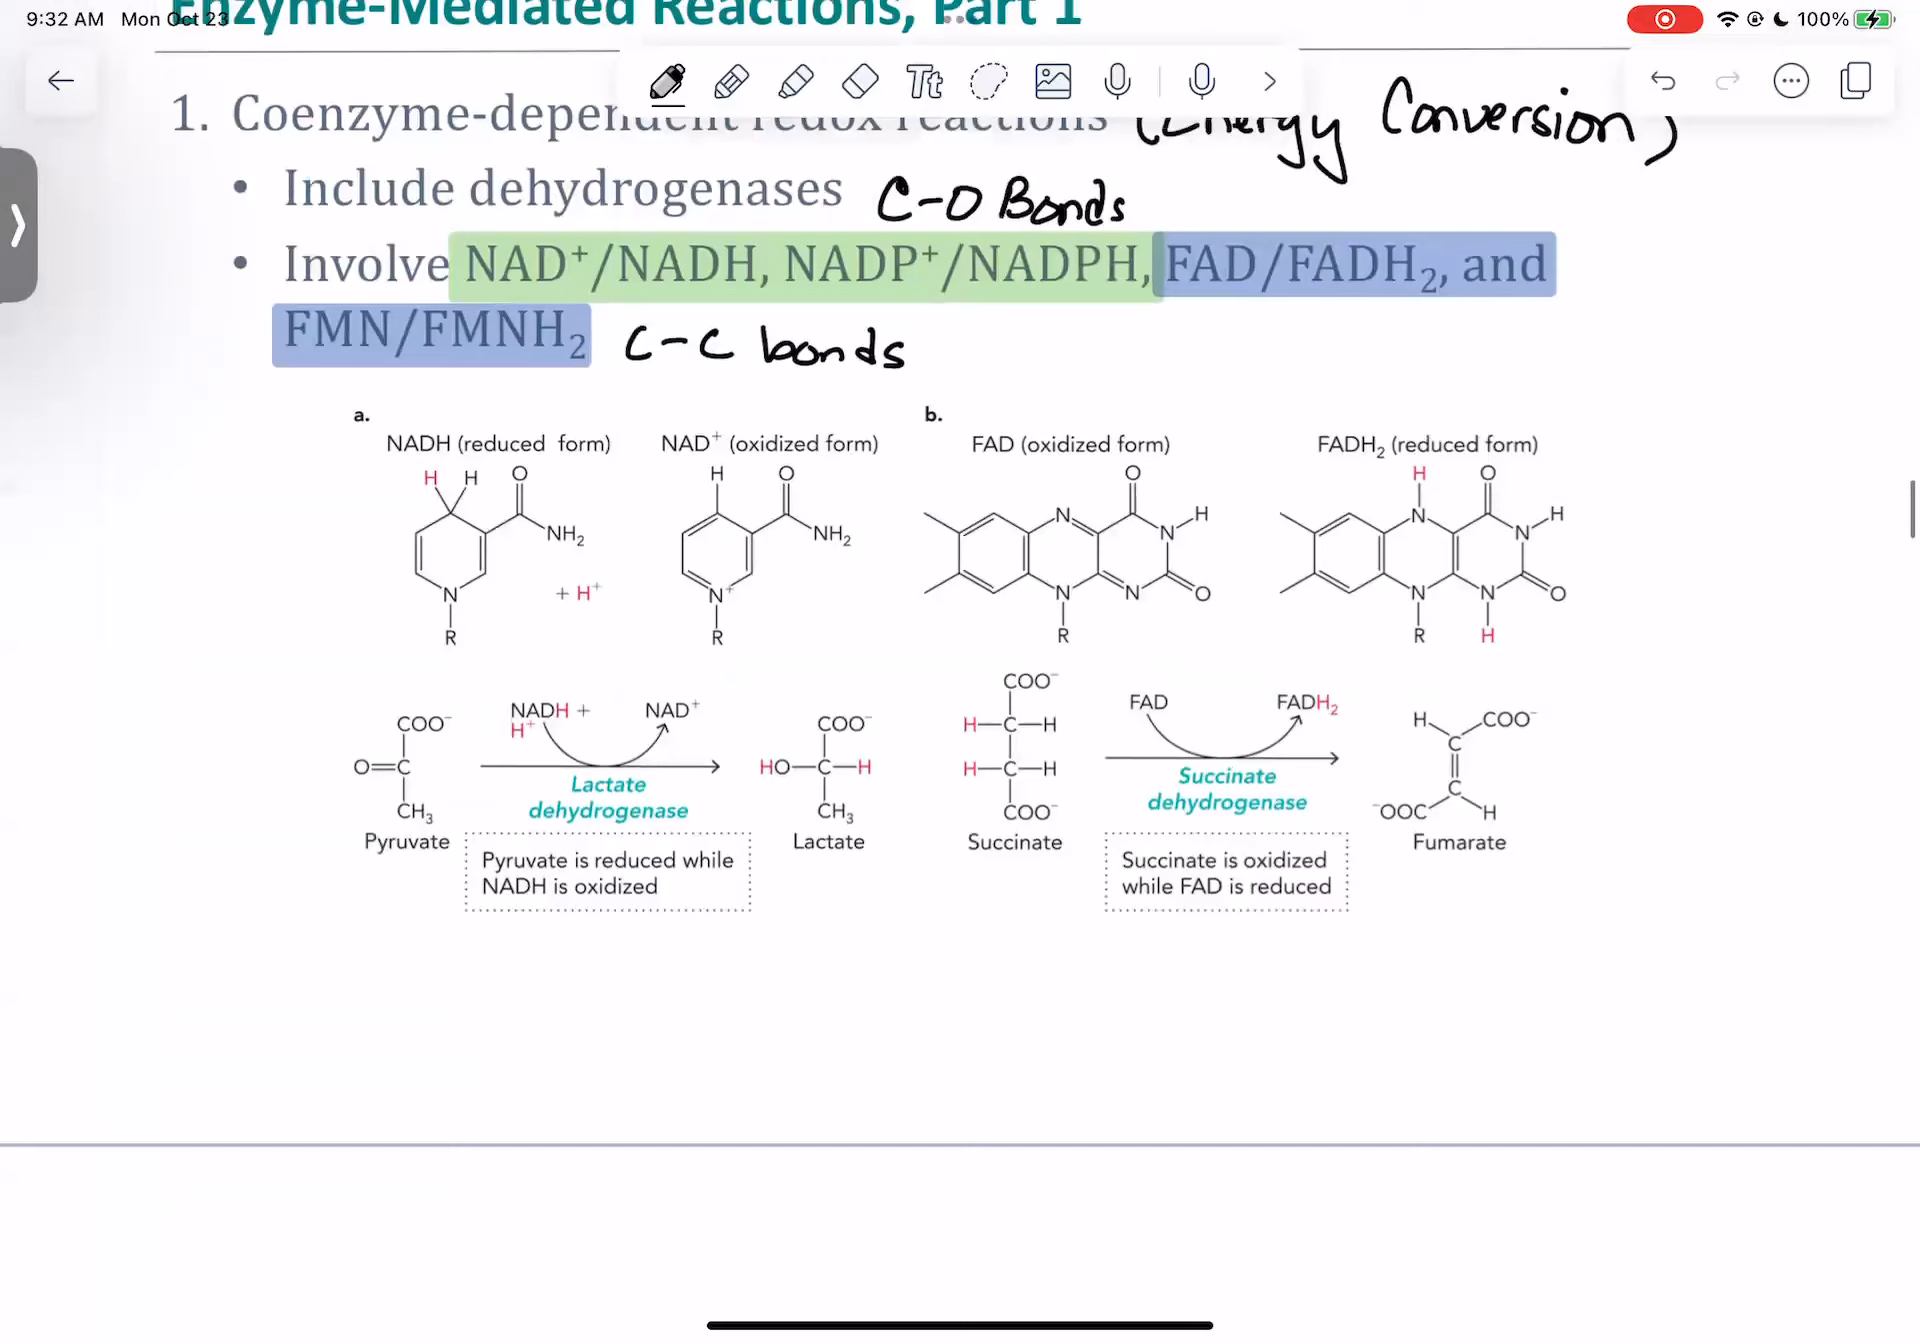 9:32 AM Mon Oct 23
100%
Enzyme-Mediated Reactions, Part 1
Tt
1. Coenzyme-dependent redox reactions (Energy Conversion)
• Include dehydrogenases C-O Bonds
• Involve NAD⁺/NADH, NADP⁺/NADPH, FAD/FADH₂, and
FMN/FMNH₂ C-C bonds
a.
NADH (reduced form)
NAD⁺ (oxidized form)
H H O
NH₂
+ H⁺
N
R
H O
NH₂
N⁺
R
b.
FAD (oxidized form)
FADH₂ (reduced form)
O
N
N H
N N O
R
H O
N
N H
N N O
R H
COO⁻
O=C
CH₃
Pyruvate
NADH +
H⁺
NAD⁺
Lactate
dehydrogenase
Pyruvate is reduced while
NADH is oxidized
COO⁻
HO—C—H
CH₃
Lactate
COO⁻
H—C—H
H—C—H
COO⁻
Succinate
FAD
FADH₂
Succinate
dehydrogenase
Succinate is oxidized
while FAD is reduced
H COO⁻
C
C
⁻OOC H
Fumarate